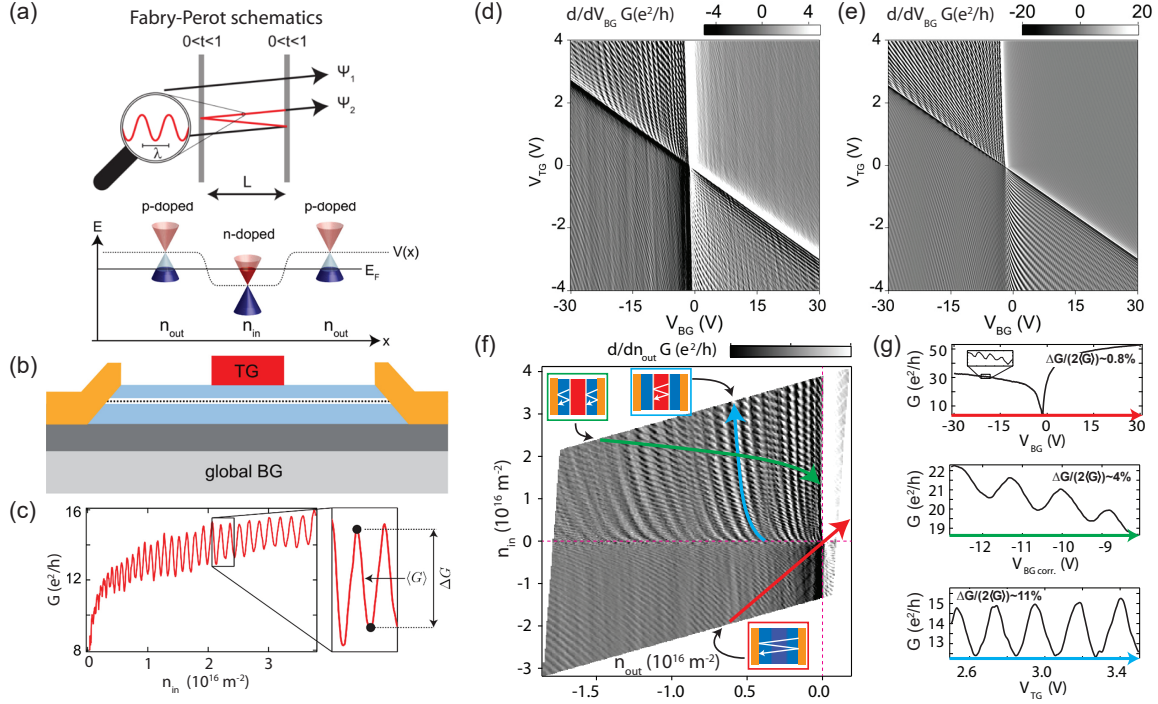 (a)
Fabry-Perot schematics
0<t<1 0<t<1
Ψ1
Ψ2
λ
L
p-doped p-doped
n-doped
E
V(x)
EF
nout nin nout
x
(b)
TG
global BG
(c)
G (e²/h)
16
12
8
0 1 2 3
nin (10¹⁶ m⁻²)
⟨G⟩
ΔG
(d)
d/dVBG G(e²/h)
-4 0 4
VTG (V)
4
2
0
-2
-4
-30 -15 0 15 30
VBG (V)
(e)
d/dVBG G(e²/h)
-20 0 20
VTG (V)
4
2
0
-2
-4
-30 -15 0 15 30
VBG (V)
(f)
d/dnout G (e²/h)
nin (10¹⁶ m⁻²)
4
3
2
1
0
-1
-2
-3
nout (10¹⁶ m⁻²)
-1.5 -1.0 0.5 0.0
(g)
G (e²/h)
50
30
10
ΔG/(2⟨G⟩)~0.8%
-30 -15 0 15 30
VBG (V)
G (e²/h)
22
21
20
19
ΔG/(2⟨G⟩)~4%
-12 -11 -10 -9
VBG corr. (V)
G (e²/h)
15
14
13
ΔG/(2⟨G⟩)~11%
2.6 3.0 3.4
VTG (V)